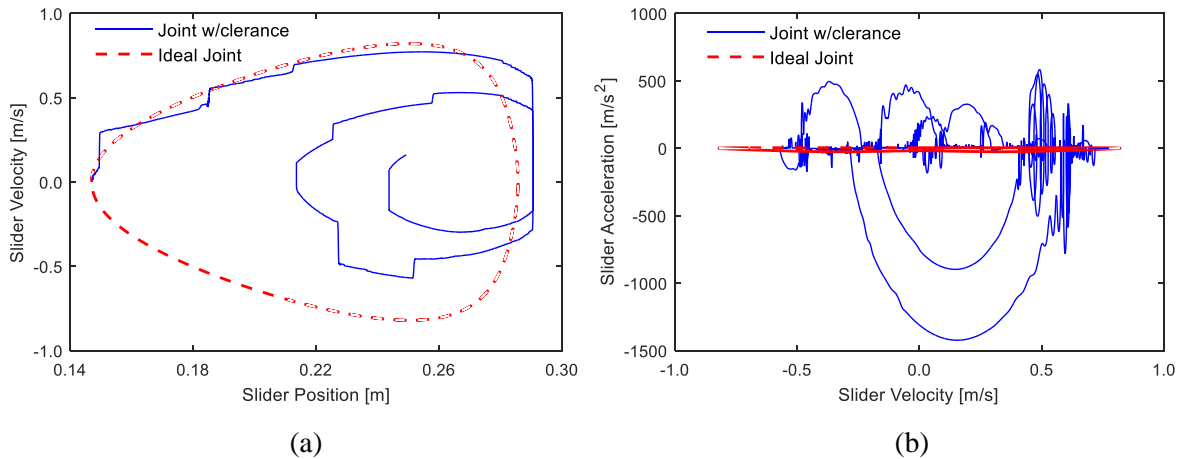 1.0
0.5
0.0
-0.5
-1.0
Slider Velocity [m/s]
Joint w/clerance
Ideal Joint
0.14 0.18 0.22 0.26 0.30
Slider Position [m]
(a)
1000
500
0
-500
-1000
-1500
Slider Acceleration [m/s²]
Joint w/clerance
Ideal Joint
-1.0 -0.5 0.0 0.5 1.0
Slider Velocity [m/s]
(b)